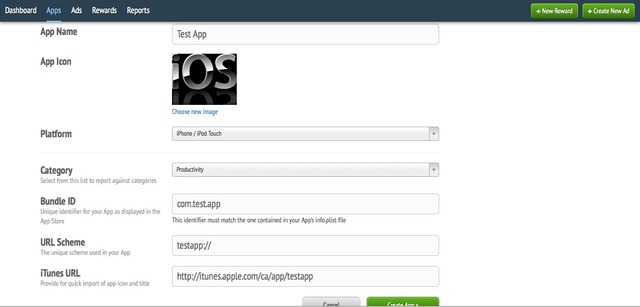 Dashboard Apps Ads Rewards Reports + New Reward + Create New Ad
App Name Test App
App Icon iOS
Choose new image
Platform iPhone / iPod Touch
Category Productivity
Select from this list to report against categories
Bundle ID com.test.app
Unique identifier for your App as displayed in the App Store
This identifier must match the one contained in your App's info.plist file
URL Scheme testapp://
The unique scheme used in your App
iTunes URL http://itunes.apple.com/ca/app/testapp
Provide for quick import of app icon and title
Cancel Create App »